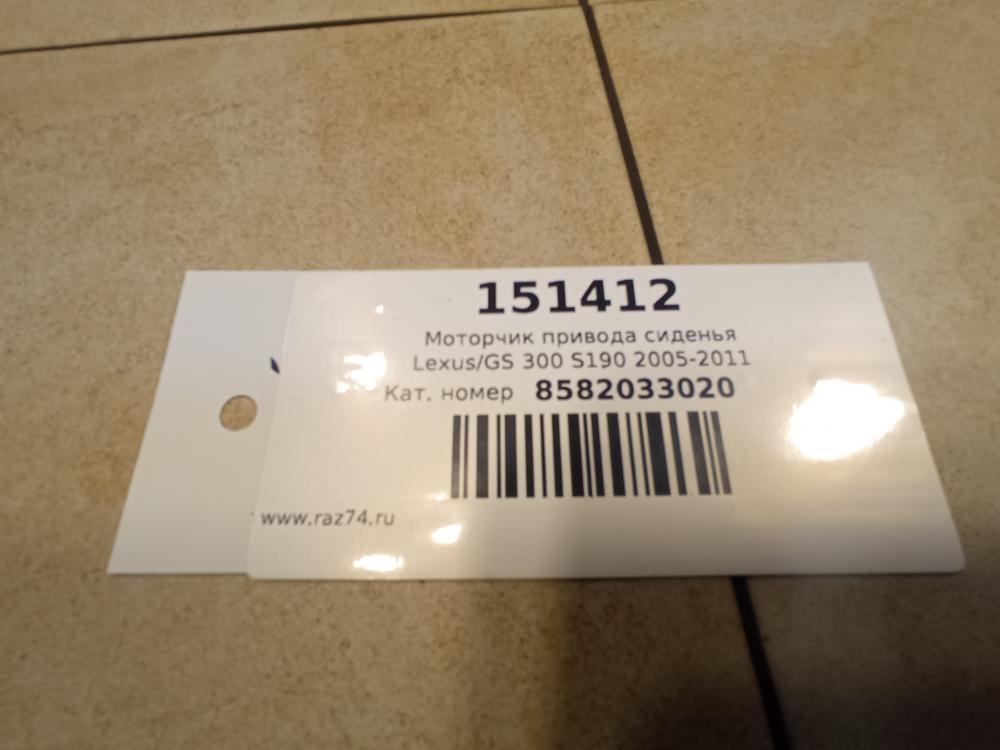 151412
Моторчик привода сиденья
Lexus/GS 300 S190 2005-2011
Кат. номер 8582033020
www.raz74.ru